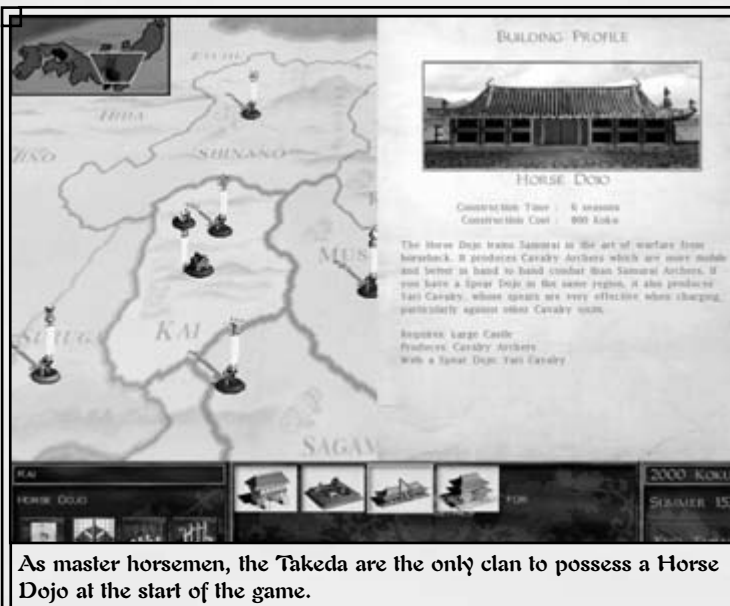 BUILDING PROFILE
HIDA
SHINANO
HORSE DOJO
Construction Time : 6 seasons
Construction Cost : 800 Koku
The Horse Dojo trains Samurai in the art of warfare from
horseback. It produces Cavalry Archers which are more mobile
and better in hand to hand combat than Samurai Archers. If
you have a Spear Dojo in the same region, it also produces
Yari Cavalry, whose spears are very effective when charging,
particularly against other Cavalry units.
Requires: Large Castle
Produces: Cavalry Archers
With a Spear Dojo: Yari Cavalry
MUS
SURUGA
KAI
SAGAM
KAI
HORSE DOJO
FOR
2000 KOKU
SUMMER 15
As master horsemen, the Takeda are the only clan to possess a Horse
Dojo at the start of the game.